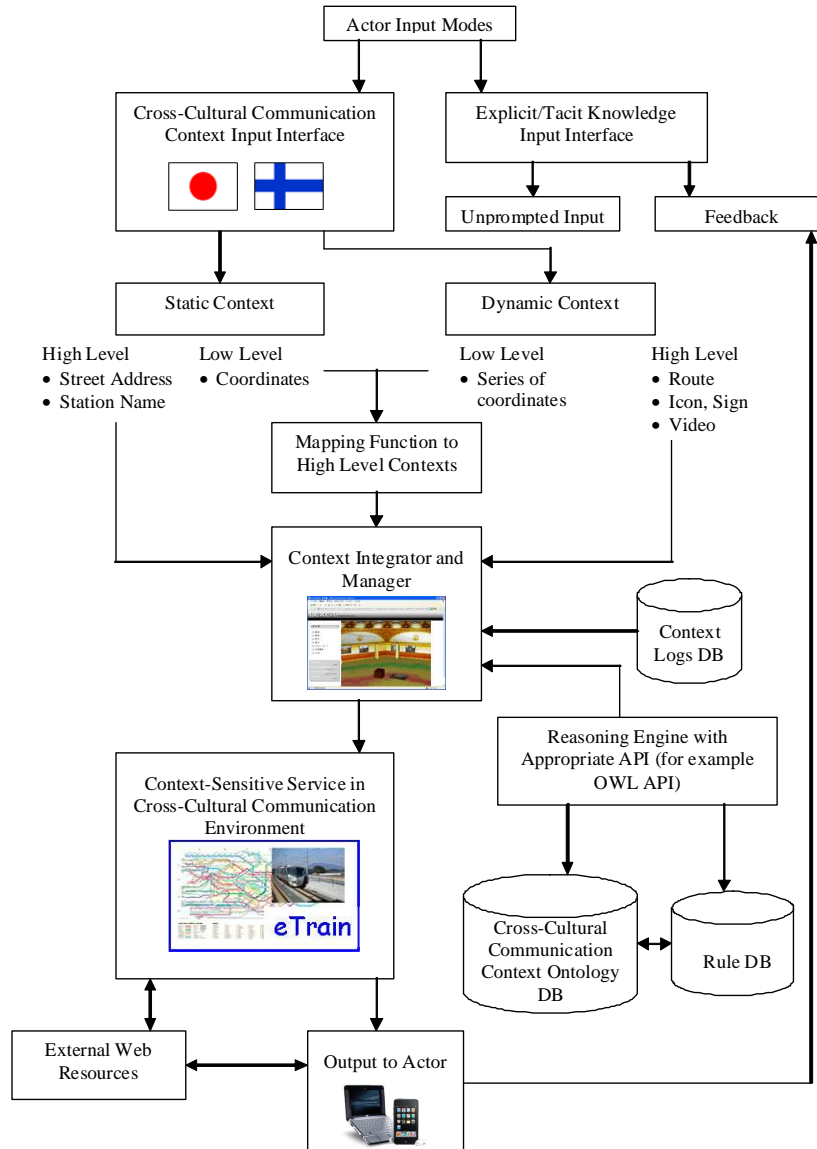 Actor Input Modes
Cross-Cultural Communication
Context Input Interface
Explicit/Tacit Knowledge
Input Interface
Unprompted Input
Feedback
Static Context
Dynamic Context
High Level
• Street Address
• Station Name
Low Level
• Coordinates
Low Level
• Series of
coordinates
High Level
• Route
• Icon, Sign
• Video
Mapping Function to
High Level Contexts
Context Integrator and
Manager
Context
Logs DB
Reasoning Engine with
Appropriate API (for example
OWL API)
Context-Sensitive Service in
Cross-Cultural Communication
Environment
eTrain
Cross-Cultural
Communication
Context Ontology
DB
Rule DB
External Web
Resources
Output to Actor